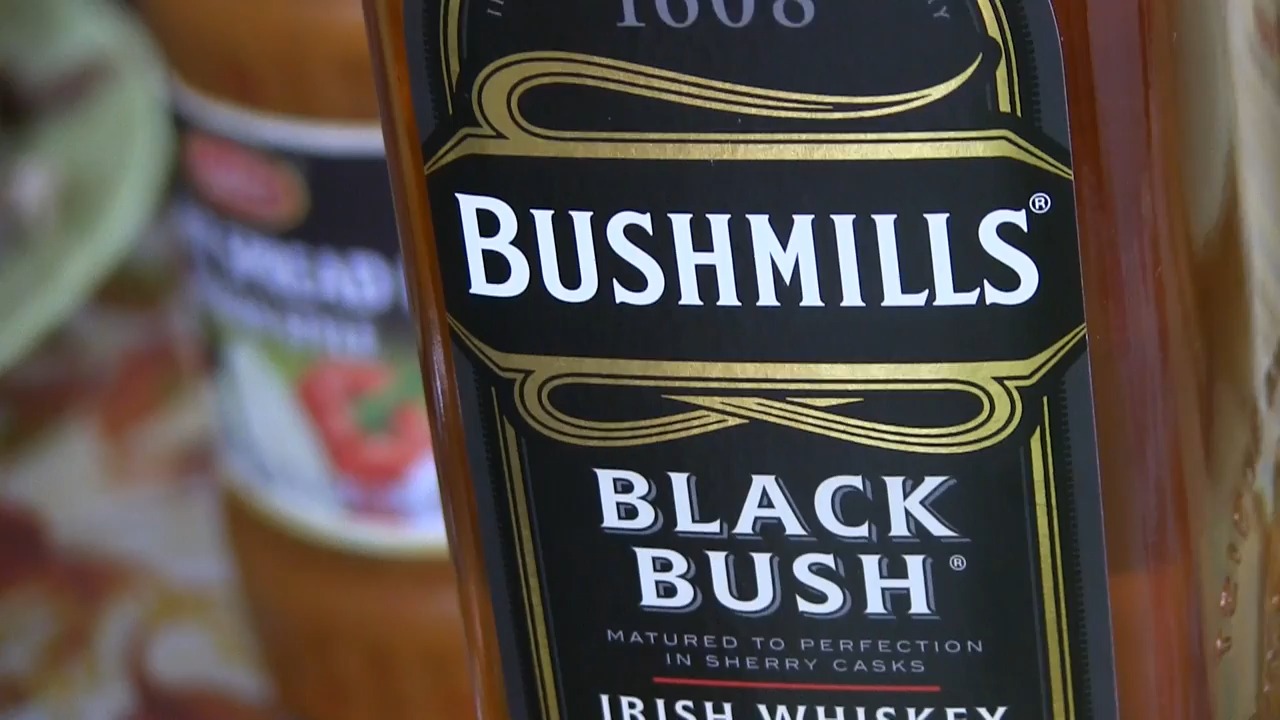 1608
BUSHMILLS®
BLACK
BUSH®
MATURED TO PERFECTION
IN SHERRY CASKS
IRISH WHISKEY